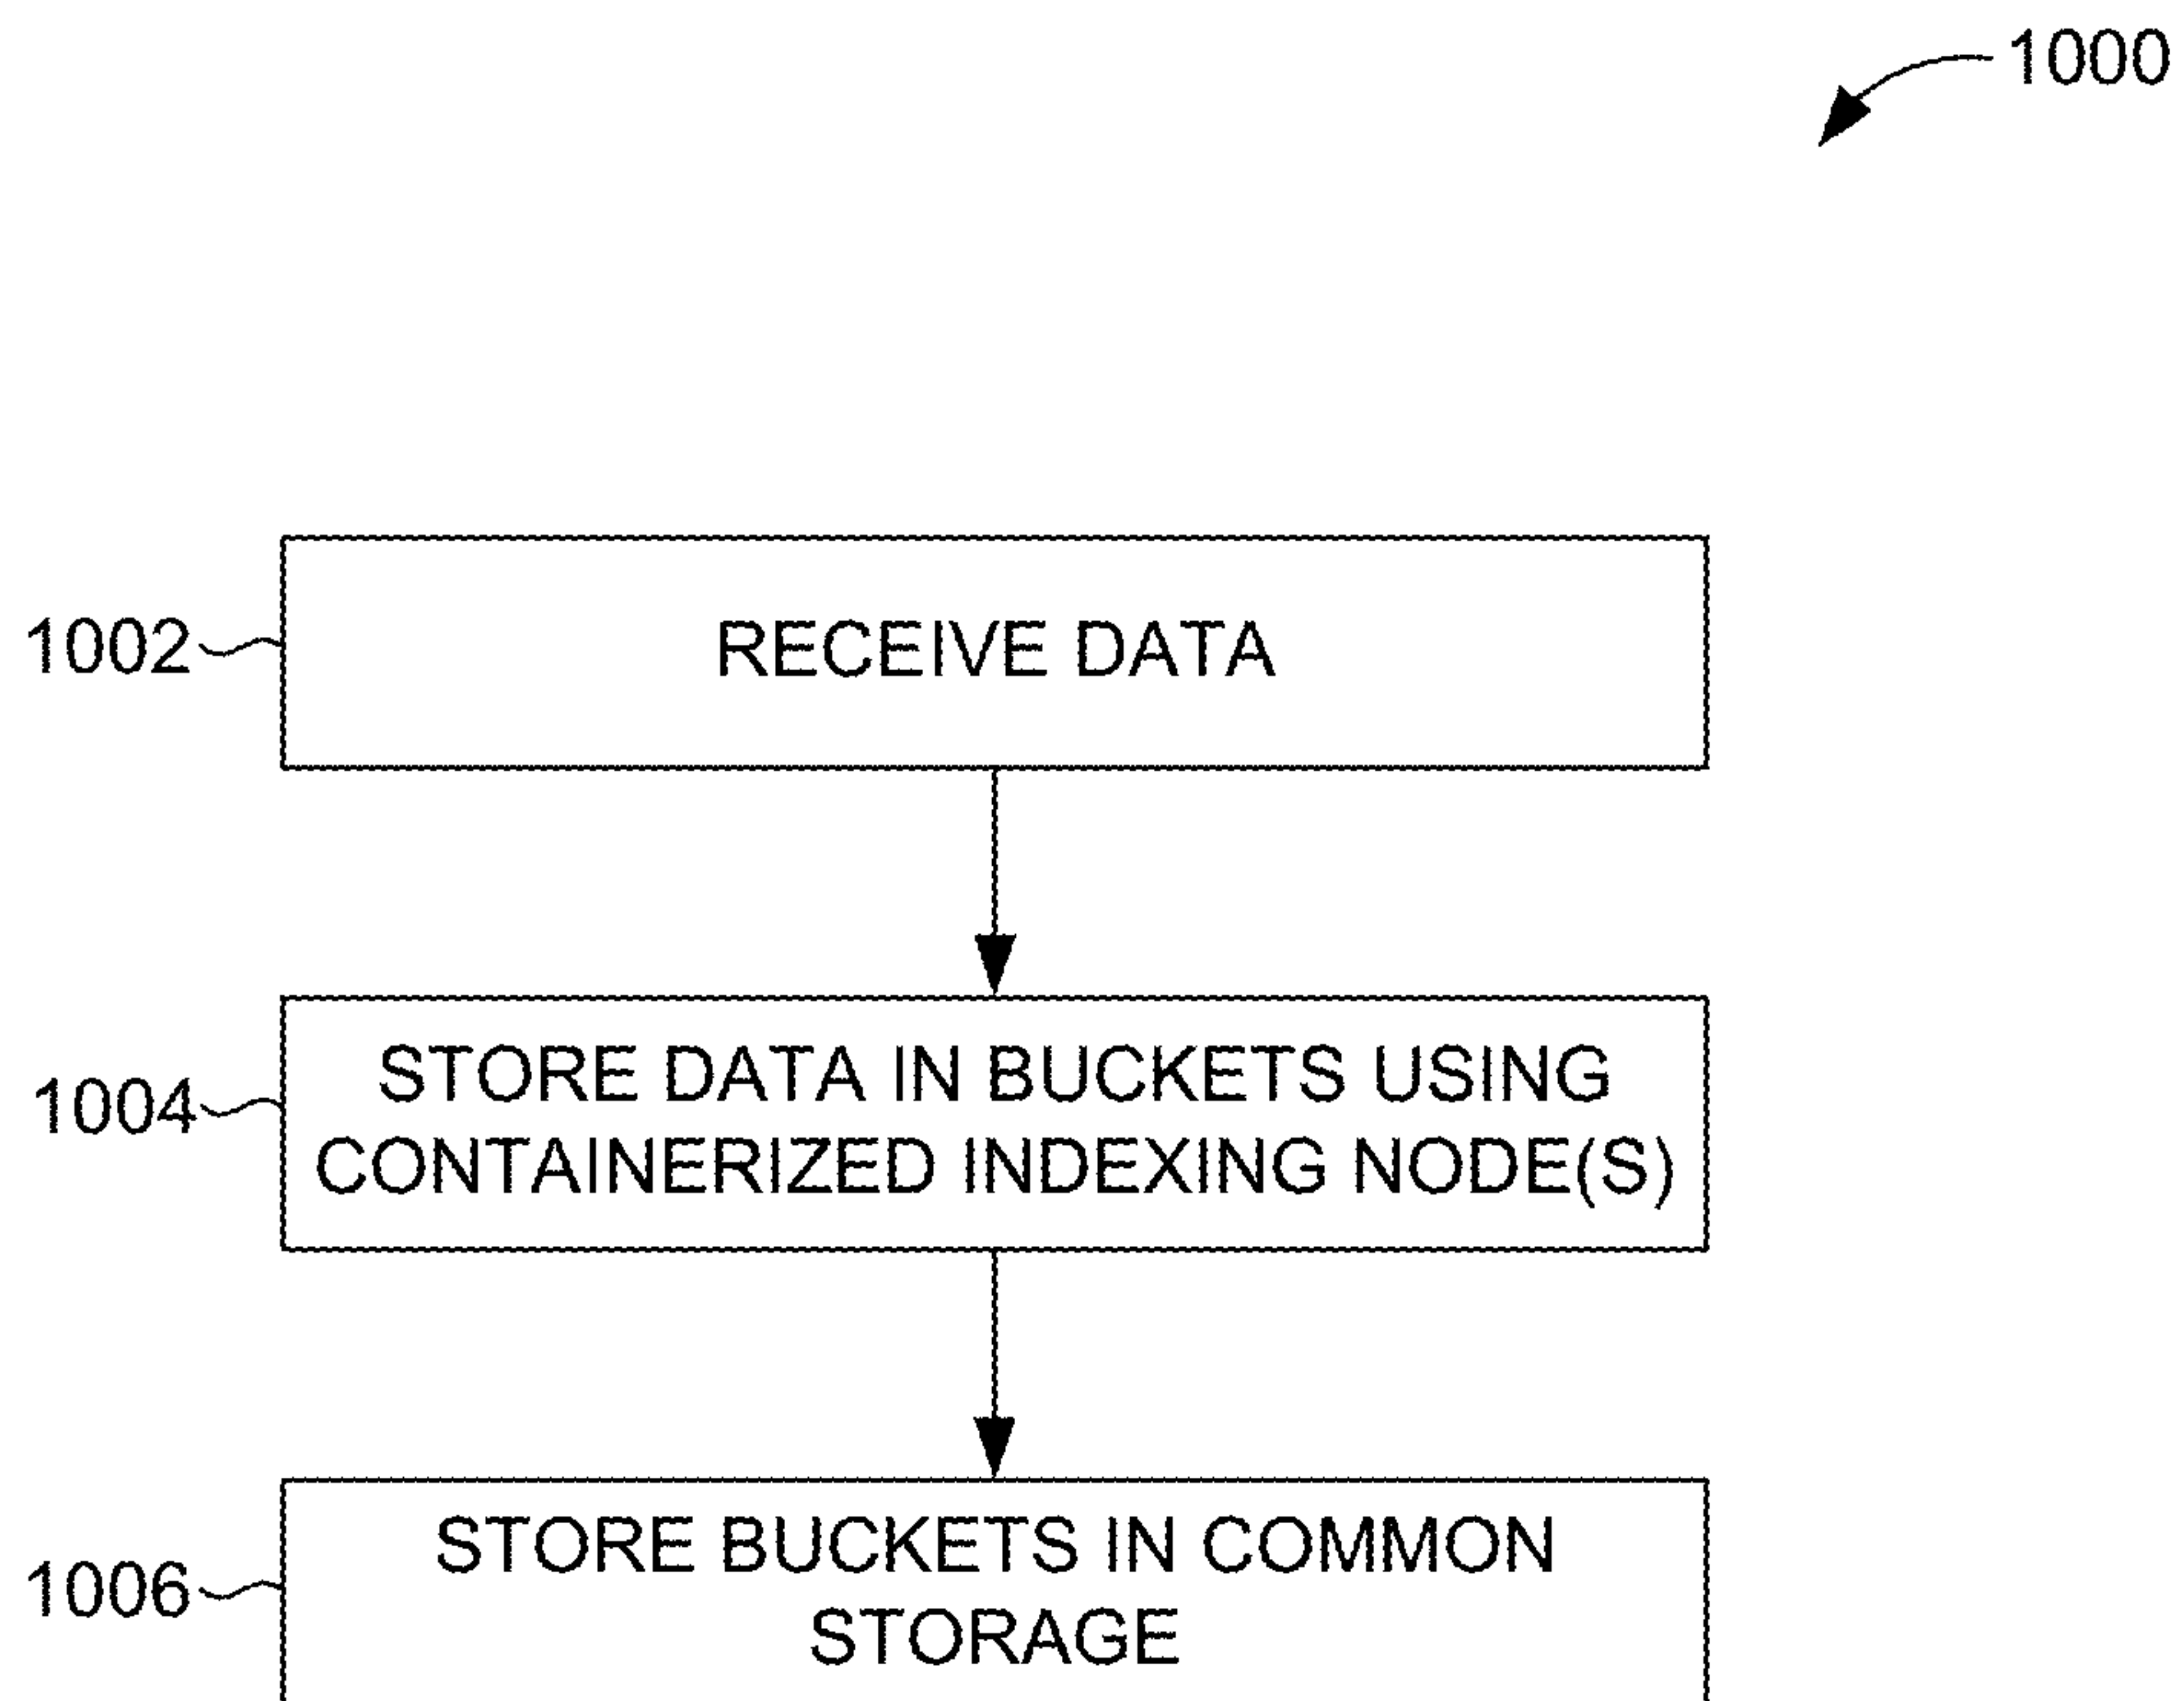 1000
1002
RECEIVE DATA
1004
STORE DATA IN BUCKETS USING
CONTAINERIZED INDEXING NODE(S)
1006
STORE BUCKETS IN COMMON
STORAGE